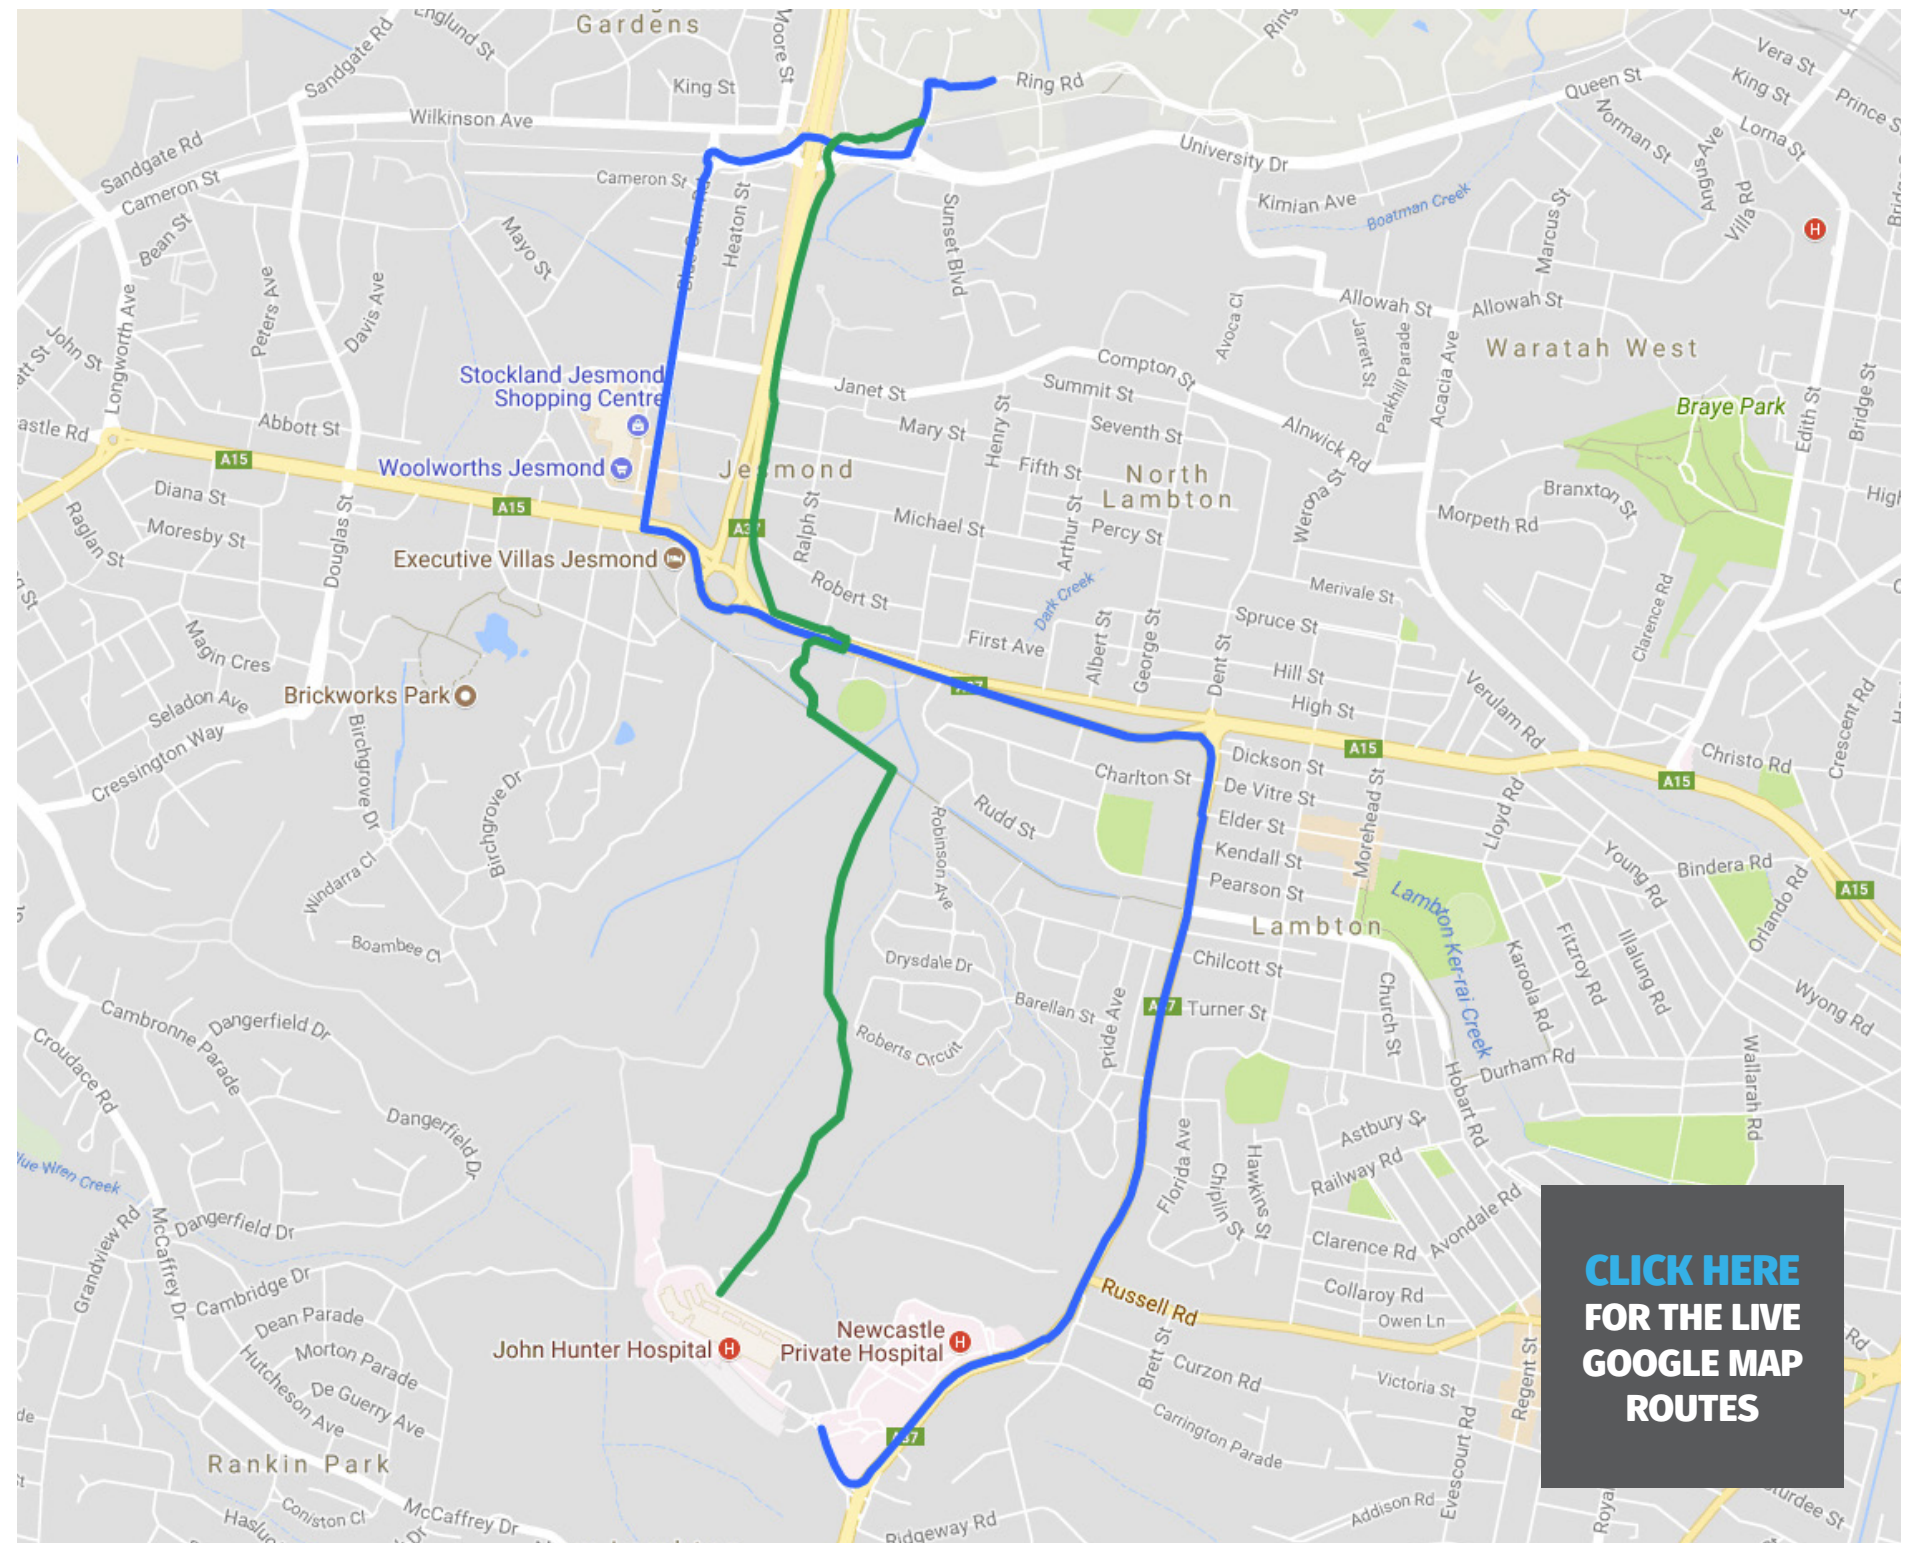 Gardens
Englund St
Moore St
Sandgate Rd
King St
Ring Rd
Queen St
Vera St
King St
Prince S
Wilkinson Ave
Norman St
Lorna St
Angus Ave
Sandgate Rd
Cameron St
University Dr
Cameron St
Heaton St
Sunset Blvd
Kimian Ave
Boatman Creek
Marcus St
Villa Rd
H
Bean St
Mayo St
Peters Ave
Davis Ave
Longworth Ave
Avoca Cl
Allowah St
Allowah St
John St
Jarrett St
Parkhill Parade
Acacia Ave
Waratah West
Compton St
Stockland Jesmond
Shopping Centre
Janet St
Summit St
Braye Park
Edith St
Bridge St
Abbott St
Mary St
Henry St
Seventh St
Alnwick Rd
astle Rd
A15
Woolworths Jesmond
Jesmond
Fifth St
North
Lambton
Werona St
Branxton St
Diana St
A15
Ralph St
Michael St
Arthur St
Percy St
Morpeth Rd
Raglan St
Moresby St
Douglas St
Executive Villas Jesmond
Robert St
Dark Creek
Merivale St
Clarence Rd
Spruce St
Magin Cres
First Ave
Albert St
George St
Dent St
Hill St
Brickworks Park
High St
Verulam Rd
Crescent Rd
Seladon Ave
Cressington Way
Birchgrove Dr
A15
Dickson St
Christo Rd
A15
Charlton St
De Vitre St
Birchgrove Dr
Rudd St
Elder St
Morehead St
Lloyd Rd
Robinson Ave
Kendall St
Young Rd
Bindera Rd
Windarra Cl
Pearson St
A15
Lambton
Lambton Ker-rai Creek
Orlando Rd
Boambee Cl
Drysdale Dr
Chilcott St
Karoola Rd
Fitzroy Rd
Illalung Rd
Barellan St
Pride Ave
Turner St
Church St
Wyong Rd
Cambronne Parade
Dangerfield Dr
Roberts Circuit
Croudace Rd
Hobart Rd
Durham Rd
Wallarah Rd
Dangerfield Dr
Florida Ave
Astbury St
lue Wren Creek
Chiplin St
Hawkins St
Railway Rd
Grandview Rd
McCaffrey Dr
Dangerfield Dr
Clarence Rd
Avondale Rd
Cambridge Dr
Russell Rd
Collaroy Rd
Owen Ln
Dean Parade
John Hunter Hospital H
Newcastle
Private Hospital H
Morton Parade
Hutcheson Ave
De Guerry Ave
Brett St
Curzon Rd
Victoria St
Regent St
Rd
Carrington Parade
Evescourt Rd
Rankin Park
Coniston Cl
McCaffrey Dr
Ridgeway Rd
Addison Rd
CLICK HERE
FOR THE LIVE
GOOGLE MAP
ROUTES